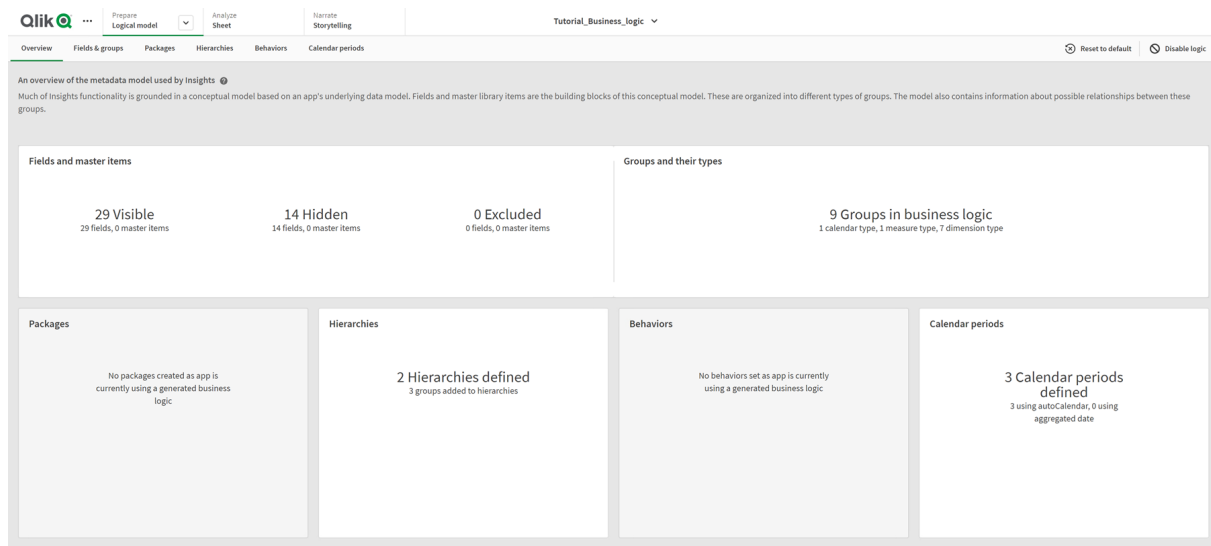 Qlik
Prepare
Logical model
Analyze
Sheet
Narrate
Storytelling
Tutorial_Business_logic
Overview
Fields & groups
Packages
Hierarchies
Behaviors
Calendar periods
Reset to default
Disable logic
An overview of the metadata model used by Insights
Much of Insights functionality is grounded in a conceptual model based on an app's underlying data model. Fields and master library items are the building blocks of this conceptual model. These are organized into different types of groups. The model also contains information about possible relationships between these
groups.
Fields and master items
29 Visible
29 fields, 0 master items
14 Hidden
14 fields, 0 master items
0 Excluded
0 fields, 0 master items
Groups and their types
9 Groups in business logic
1 calendar type, 1 measure type, 7 dimension type
Packages
No packages created as app is
currently using a generated business
logic
Hierarchies
2 Hierarchies defined
3 groups added to hierarchies
Behaviors
No behaviors set as app is currently
using a generated business logic
Calendar periods
3 Calendar periods
defined
3 using autoCalendar, 0 using
aggregated date